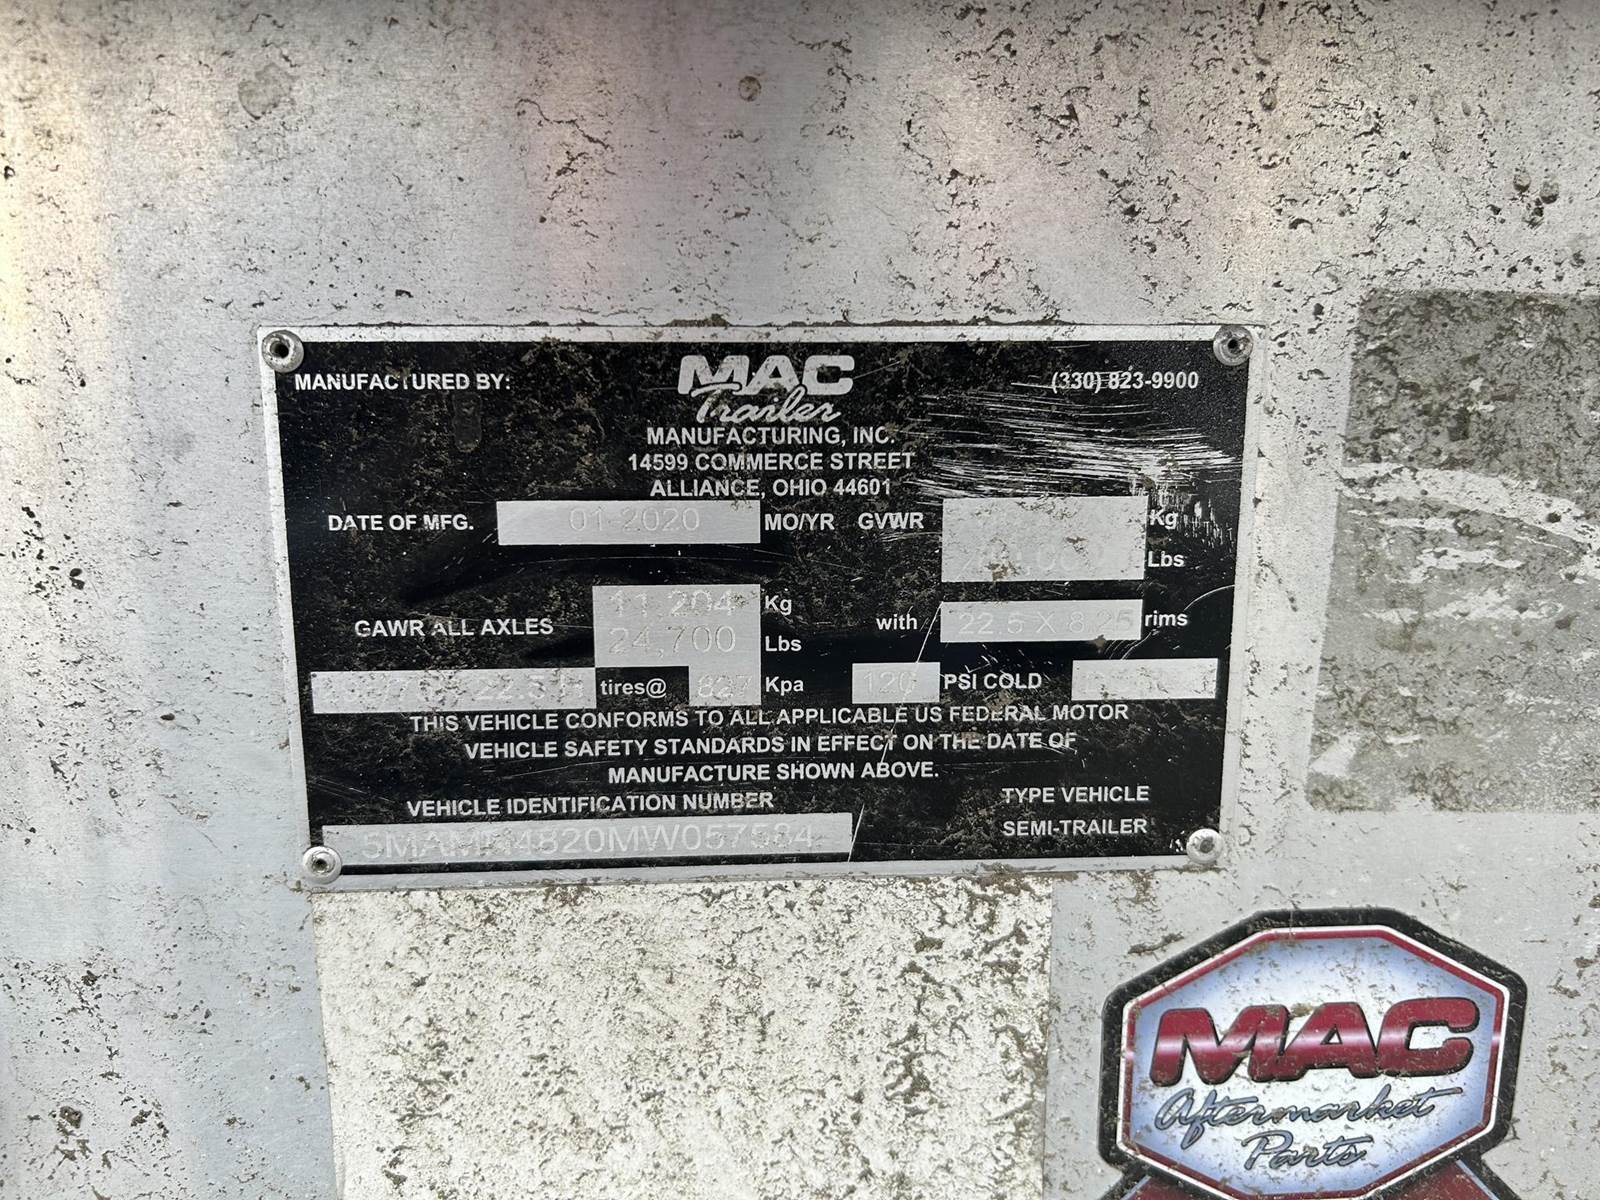 MANUFACTURED BY:
MAC
Trailer
(330) 823-9900
MANUFACTURING, INC.
14599 COMMERCE STREET
ALLIANCE, OHIO 44601
DATE OF MFG. 01-2020 MO/YR GVWR Kg
Lbs
GAWR ALL AXLES 11,204 Kg
24,700 Lbs
with 22.5 X 8.25 rims
22.5 tires@ 827 Kpa 120 PSI COLD
THIS VEHICLE CONFORMS TO ALL APPLICABLE US FEDERAL MOTOR
VEHICLE SAFETY STANDARDS IN EFFECT ON THE DATE OF
MANUFACTURE SHOWN ABOVE.
VEHICLE IDENTIFICATION NUMBER
TYPE VEHICLE
SEMI-TRAILER
MAC
Aftermarket
Parts